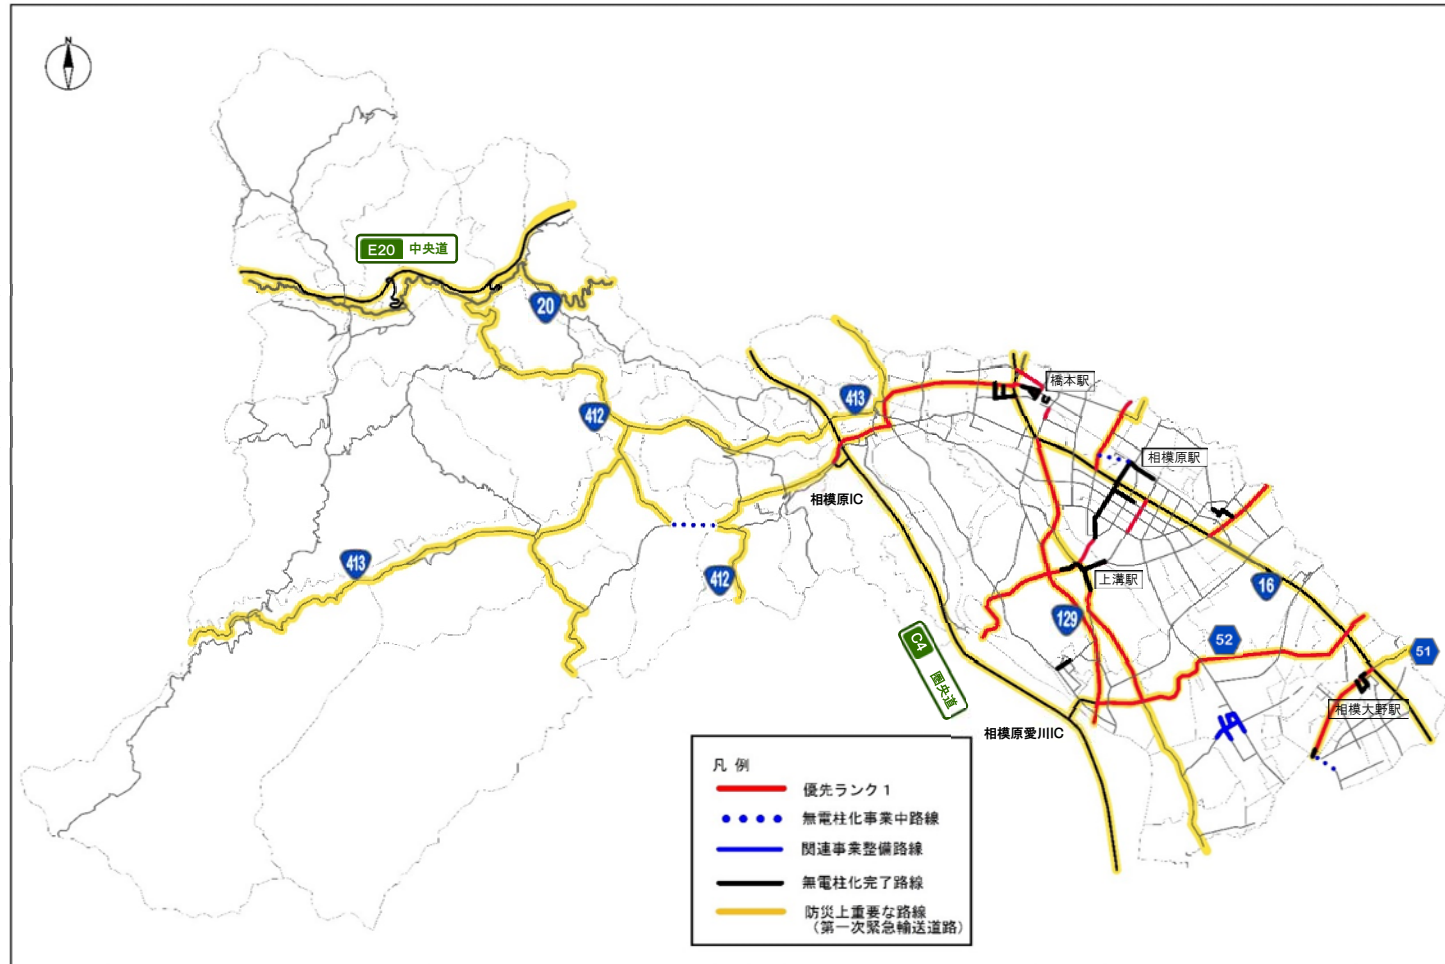 N
E20 中央道
20
412
413
橋本駅
相模原駅
相模原IC
413
412
上溝駅
129
16
52
51
C4 圏央道
相模大野駅
相模原愛川IC
凡 例
優先ランク1
無電柱化事業中路線
関連事業整備路線
無電柱化完了路線
防災上重要な路線
(第一次緊急輸送道路)